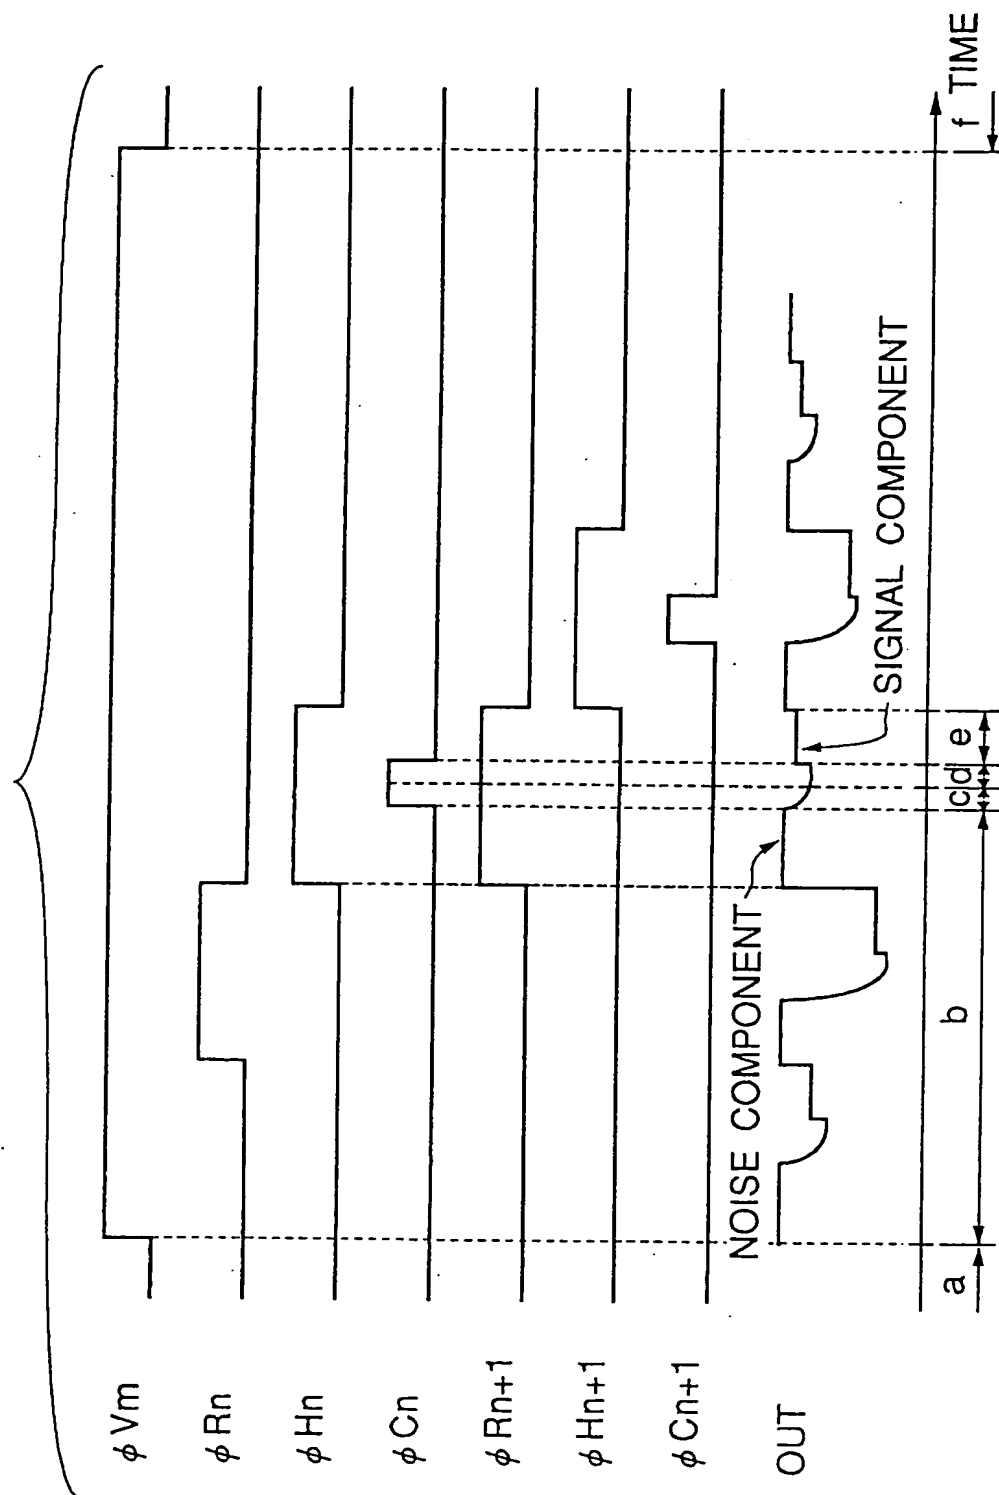 φVm
φRn
φHn
φCn
φRn+1
φHn+1
φCn+1
OUT
NOISE COMPONENT
SIGNAL COMPONENT
a
b
c
d
e
f
TIME